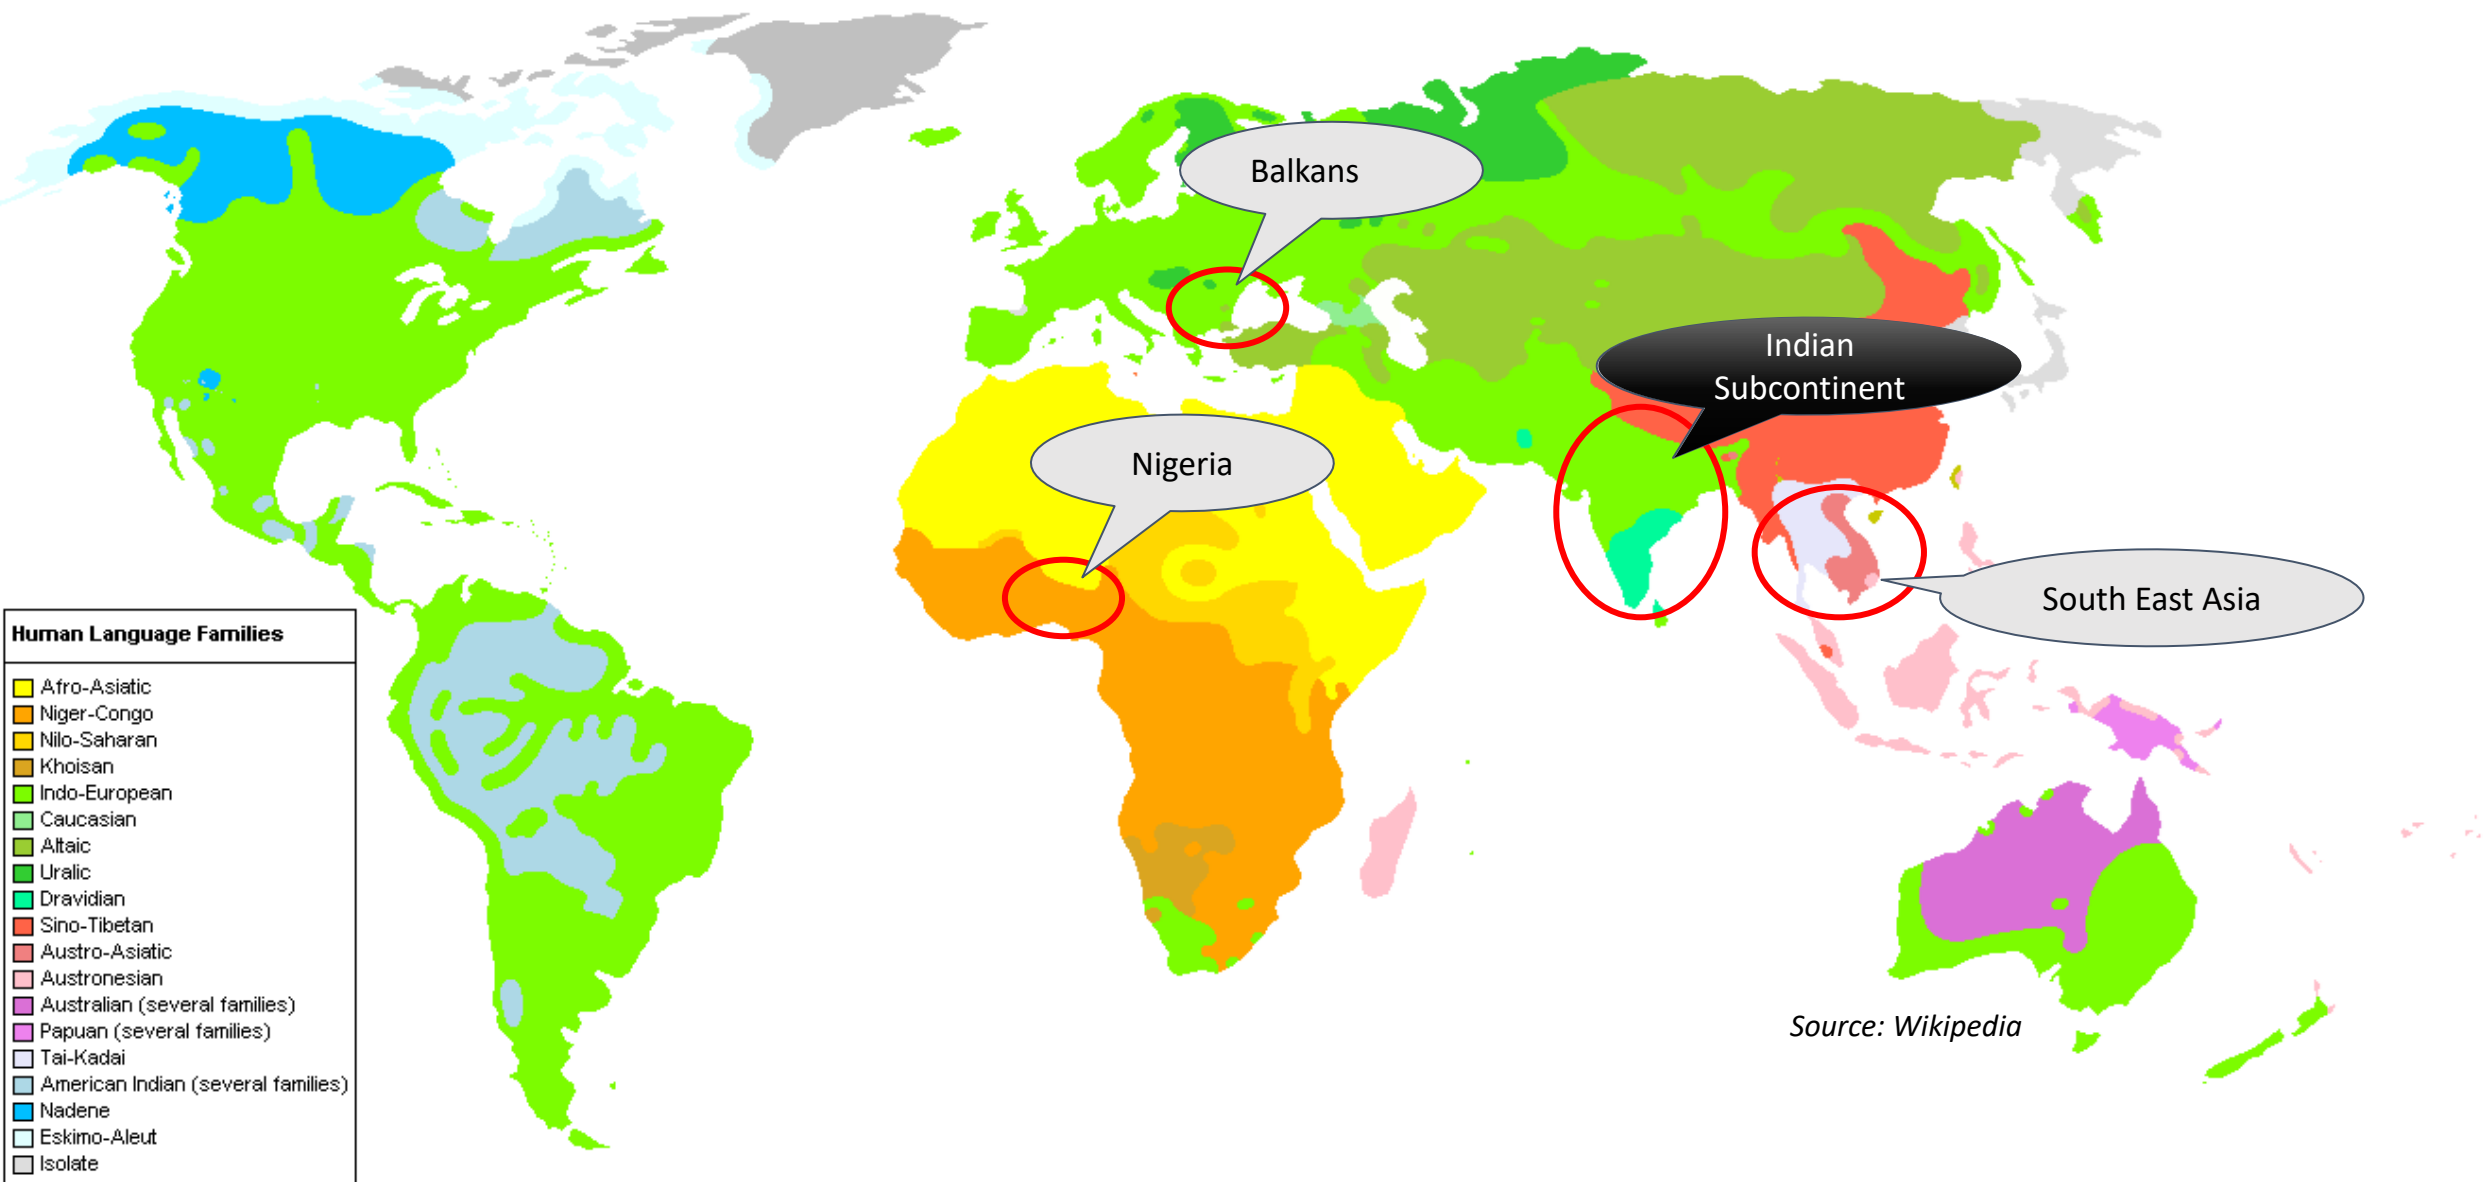 Balkans
Indian
Subcontinent
Nigeria
South East Asia
Human Language Families
Afro-Asiatic
Niger-Congo
Nilo-Saharan
Khoisan
Indo-European
Caucasian
Altaic
Uralic
Dravidian
Sino-Tibetan
Austro-Asiatic
Austronesian
Australian (several families)
Papuan (several families)
Tai-Kadai
American Indian (several families)
Nadene
Eskimo-Aleut
Isolate
Source: Wikipedia